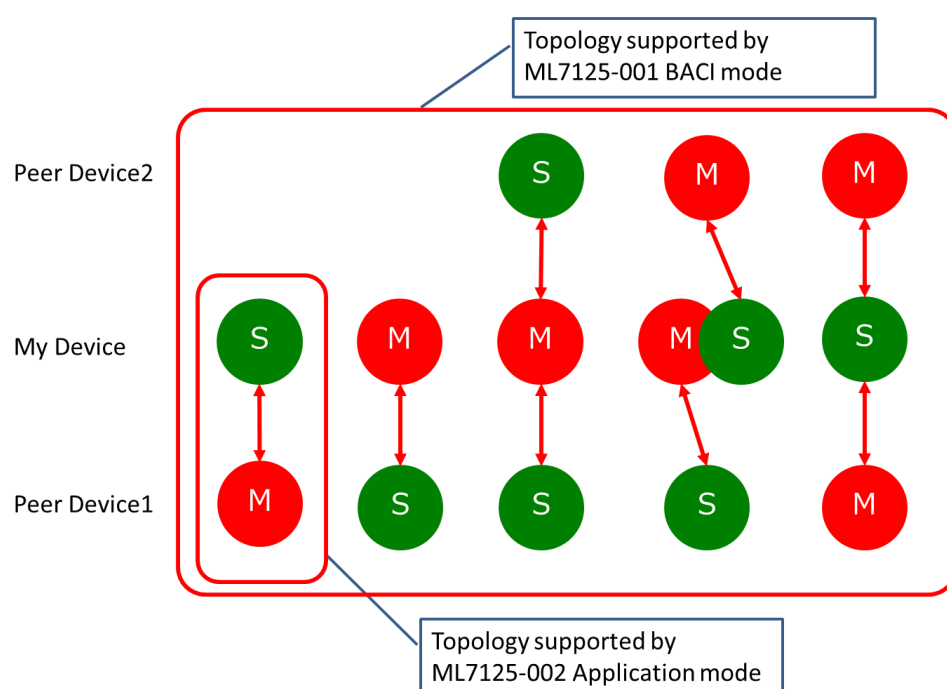 Topology supported by
ML7125-001 BACI mode
Peer Device2
S
M
M
My Device
S
M
M
M
S
S
Peer Device1
M
S
S
S
M
Topology supported by
ML7125-002 Application mode